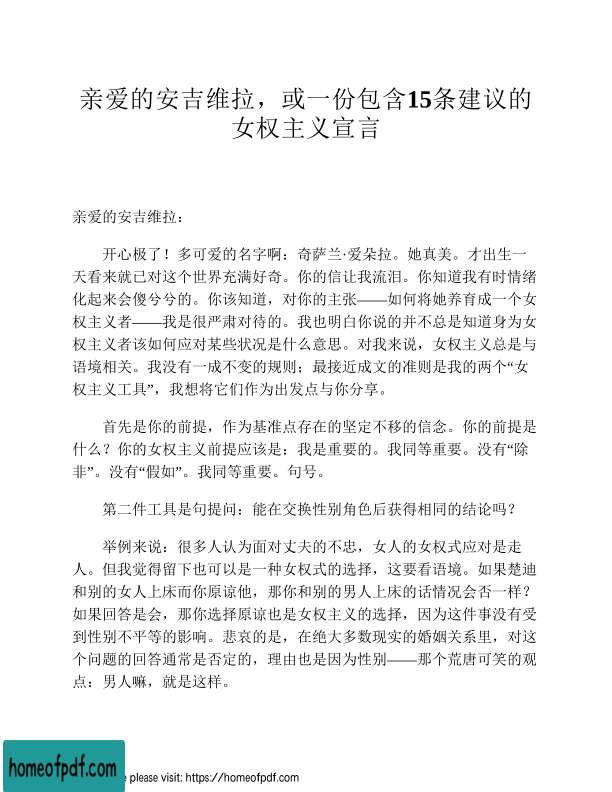 亲爱的安吉维拉，或一份包含15条建议的
女权主义宣言
亲爱的安吉维拉：
开心极了！多可爱的名字啊：奇萨兰·爱朵拉。她真美。才出生一
天看来就已对这个世界充满好奇。你的信让我流泪。你知道我有时情绪
化起来会傻兮兮的。你该知道，对你的主张——如何将她养育成一个女
权主义者——我是很严肃对待的。我也明白你说的并不总是知道身为女
权主义者该如何应对某些状况是什么意思。对我来说，女权主义总是与
语境相关。我没有一成不变的规则；最接近成文的准则是我的两个“女
权主义工具”，我想将它们作为出发点与你分享。
首先是你的前提，作为基准点存在的坚定不移的信念。你的前提是
什么？你的女权主义前提应该是：我是重要的。我同等重要。没有“除
非”。没有“假如”。我同等重要。句号。
第二件工具是句提问：能在交换性别角色后获得相同的结论吗？
举例来说：很多人认为面对丈夫的不忠，女人的女权式应对是走
人。但我觉得留下也可以是一种女权式的选择，这要看语境。如果楚迪
和别的女人上床而你原谅他，那你和别的男人上床的话情况会否一样？
如果回答是会，那你选择原谅也是女权主义的选择，因为这件事没有受
到性别不平等的影响。悲哀的是，在绝大多数现实的婚姻关系里，对这
个问题的回答通常是否定的，理由也是因为性别——那个荒唐可笑的观
点：男人嘛，就是这样。
homeofpdf.com
e please visit: https://homeofpdf.com